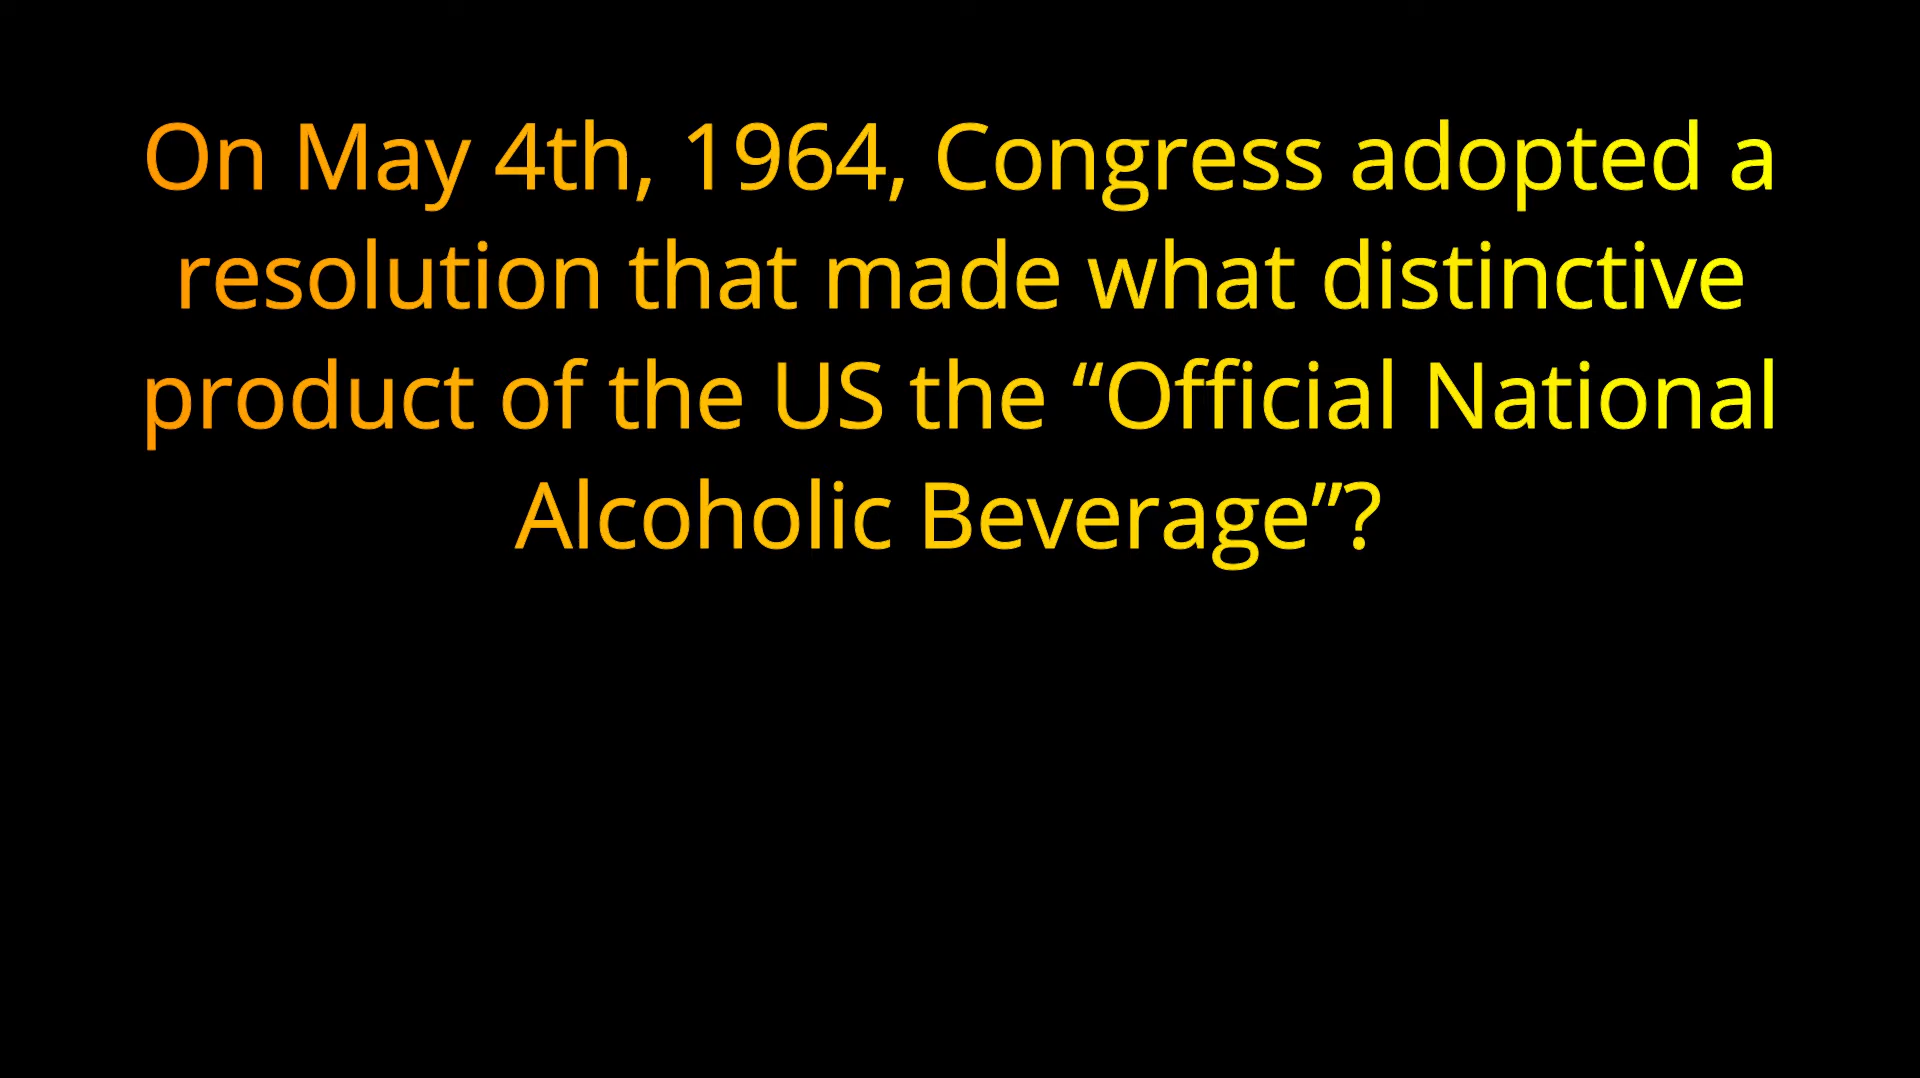 On May 4th, 1964, Congress adopted a
resolution that made what distinctive
product of the US the “Official National
Alcoholic Beverage”?